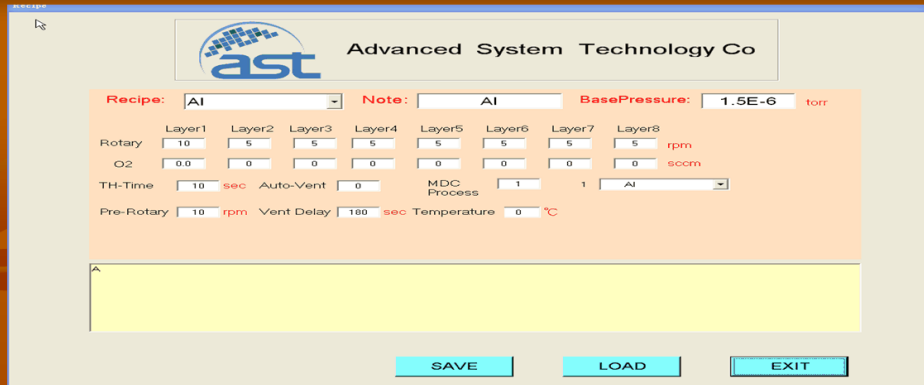 Recipe
ast Advanced System Technology Co
Recipe: Al Note: Al BasePressure: 1.5E-6 torr
Layer1 Layer2 Layer3 Layer4 Layer5 Layer6 Layer7 Layer8
Rotary 10 5 5 5 5 5 5 5 rpm
O2 0.0 0 0 0 0 0 0 0 sccm
TH-Time 10 sec Auto-Vent 0 MDC Process 1 1 Al
Pre-Rotary 10 rpm Vent Delay 180 sec Temperature 0 °C
A
SAVE LOAD EXIT